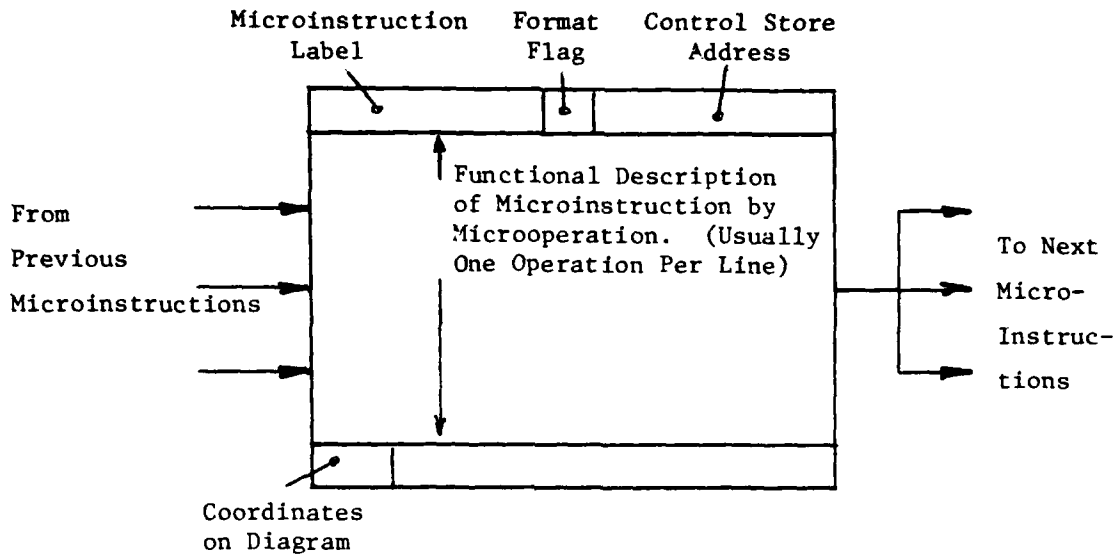 Microinstruction
Label
Format
Flag
Control Store
Address
Functional Description
of Microinstruction by
Microoperation. (Usually
One Operation Per Line)
From
Previous
Microinstructions
To Next
Micro-
Instruc-
tions
Coordinates
on Diagram